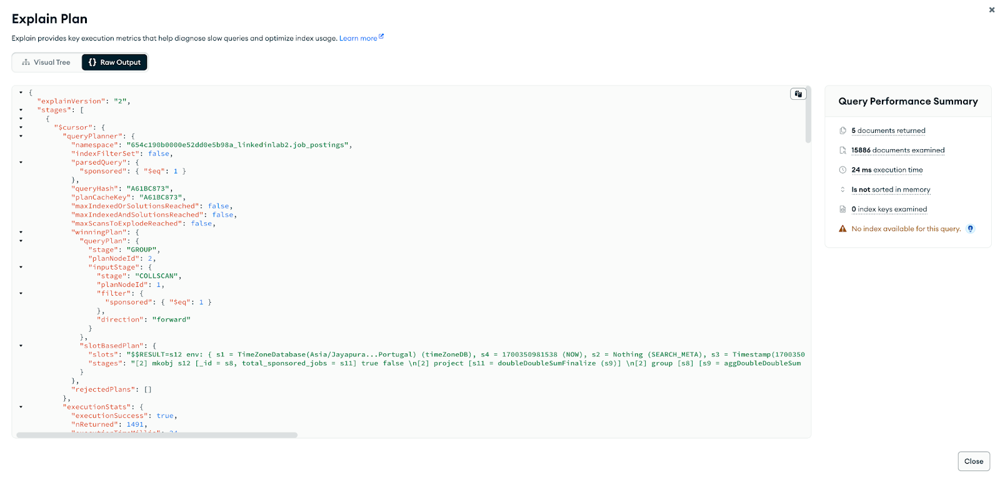 Explain Plan
Explain provides key execution metrics that help diagnose slow queries and optimize index usage. Learn more
Visual Tree
{} Raw Output
{
"explainVersion": "2",
"stages": [
{
"$cursor": {
"queryPlanner": {
"namespace": "654c190b0000e52dd0e5b98a_linkedinlab2.job_postings",
"indexFilterSet": false,
"parsedQuery": {
"sponsored": { "$eq": 1 }
},
"queryHash": "A61BC873",
"planCacheKey": "A61BC873",
"maxIndexedOrSolutionsReached": false,
"maxIndexedAndSolutionsReached": false,
"maxScansToExplodeReached": false,
"winningPlan": {
"queryPlan": {
"stage": "GROUP",
"planNodeId": 2,
"inputStage": {
"stage": "COLLSCAN",
"planNodeId": 1,
"filter": {
"sponsored": { "$eq": 1 }
},
"direction": "forward"
}
},
"slotBasedPlan": {
"slots": "$$RESULT=s12 env: { s1 = TimeZoneDatabase(Asia/Jayapura...Portugal) (timeZoneDB), s4 = 1700350981538 (NOW), s2 = Nothing (SEARCH_META), s3 = Timestamp(1700350
"stages": "[2] mkobj s12 [_id = s8, total_sponsored_jobs = s11] true false \n[2] project [s11 = doubleDoubleSumFinalize (s9)] \n[2] group [s8] [s9 = aggDoubleDoubleSum
}
},
"rejectedPlans": []
},
"executionStats": {
"executionSuccess": true,
"nReturned": 1491,
"executionTimeMillis": 24
Query Performance Summary
5 documents returned
15886 documents examined
24 ms execution time
Is not sorted in memory
0 index keys examined
No index available for this query.
Close